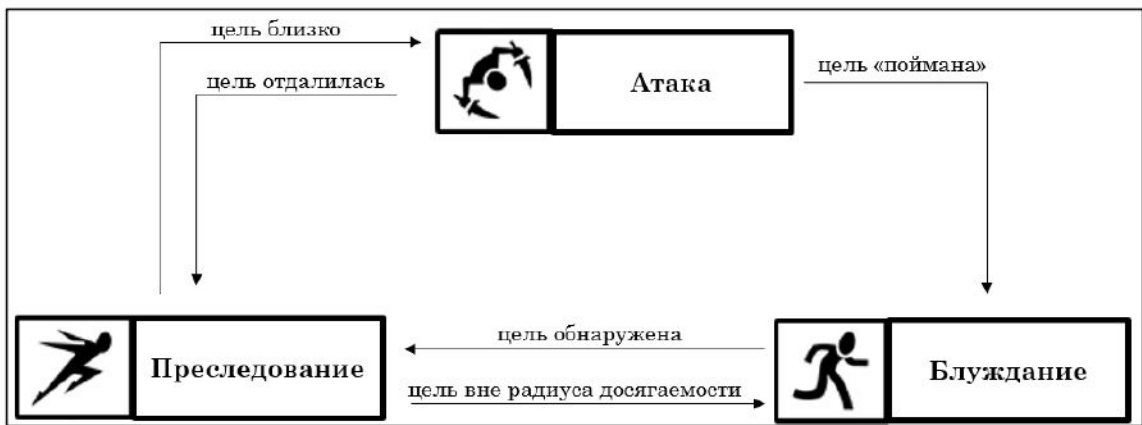 цель близко
цель отдалилась
Атака
цель «поймана»
цель обнаружена
Преследование
цель вне радиуса досягаемости
Блуждание